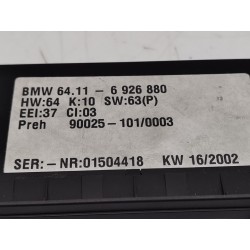 BMW 64.11 - 6 926 880
HW:64 K:10 SW:63(P)
EEI:37 CI:03
Preh 90025-101/0003
SER:-NR:01504418 KW 16/2002